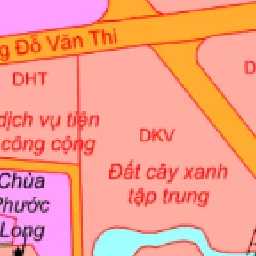 g Đỗ Văn Thi
DHT
dịch vụ tiện
công cộng
D
DKV
Đất cây xanh
tập trung
Chùa
Phước
Long